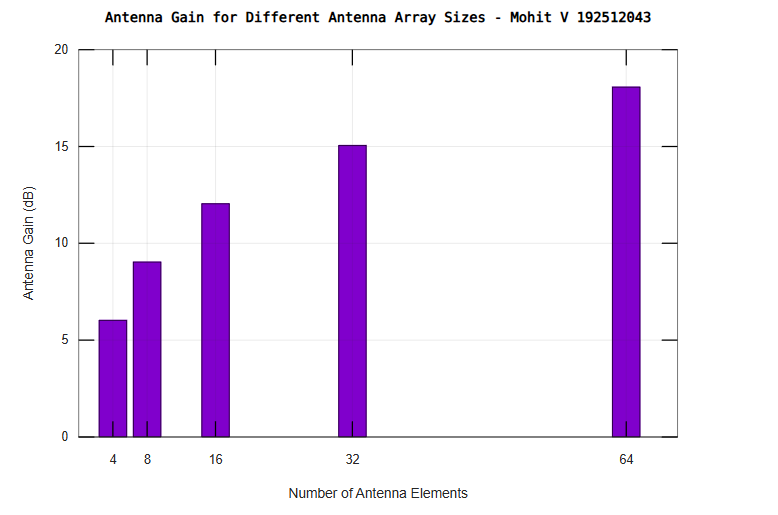 Antenna Gain for Different Antenna Array Sizes - Mohit V 192512043
20
15
10
5
0
Antenna Gain (dB)
4 8 16 32 64
Number of Antenna Elements